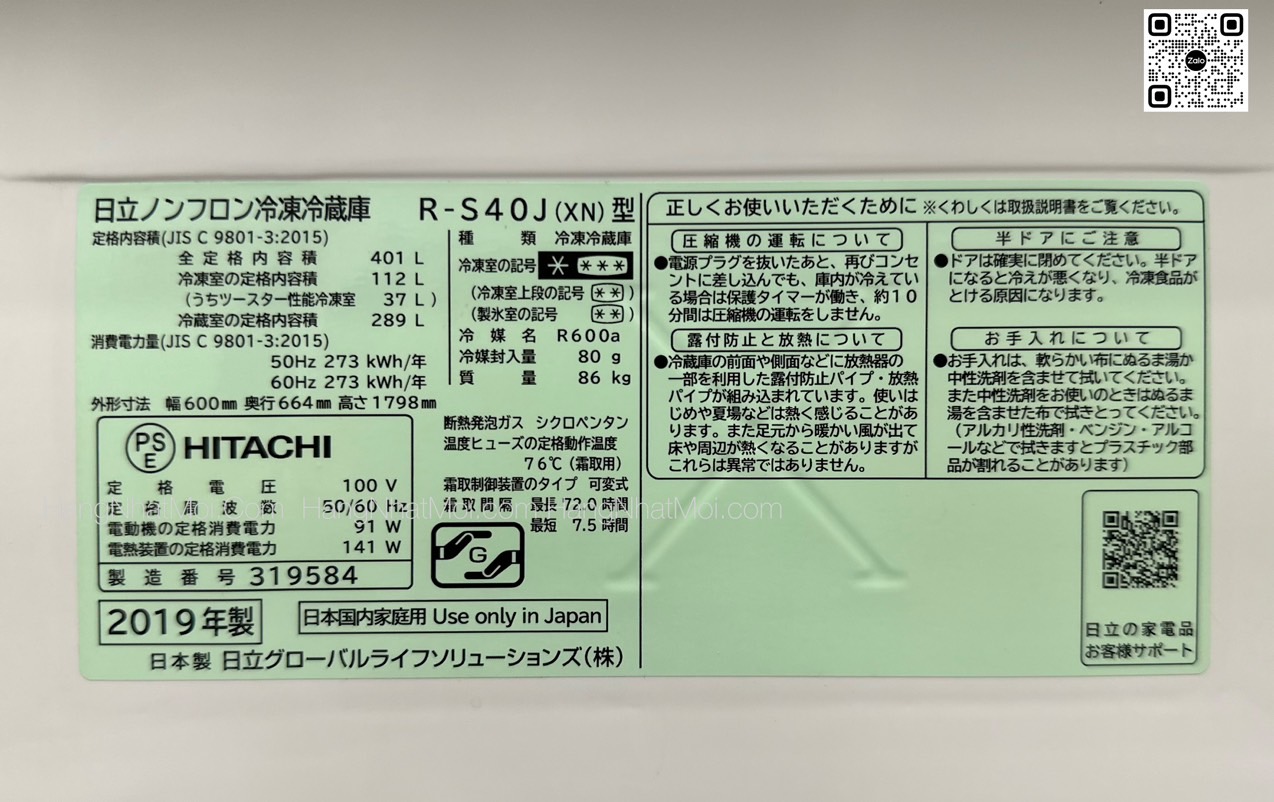 Zalo
日立ノンフロン冷凍冷蔵庫 R-S40J(XN)型
定格内容積(JIS C 9801-3:2015)
全定格内容積 401 L
冷凍室の定格内容積 112 L
(うちツースター性能冷凍室 37 L)
冷蔵室の定格内容積 289 L
消費電力量(JIS C 9801-3:2015)
50Hz 273 kWh/年
60Hz 273 kWh/年
外形寸法 幅600mm 奥行664mm 高さ1798mm
種類 冷凍冷蔵庫
冷凍室の記号 * ***
(冷凍室上段の記号 **)
(製氷室の記号 **)
冷媒名 R600a
冷媒封入量 80 g
質量 86 kg
PSE HITACHI
定格電圧 100 V
定格周波数 50/60 Hz
電動機の定格消費電力 91 W
電熱装置の定格消費電力 141 W
製造番号 319584
断熱発泡ガス シクロペンタン
温度ヒューズの定格動作温度
76℃(霜取用)
霜取制御装置のタイプ 可変式
霜取間隔 最長 72.0 時間
最短 7.5 時間
G
2019年製
日本国内家庭用 Use only in Japan
日本製 日立グローバルライフソリューションズ(株)
正しくお使いいただくために ※くわしくは取扱説明書をご覧ください。
圧縮機の運転について
●電源プラグを抜いたあと、再びコンセ
ントに差し込んでも、庫内が冷えてい
る場合は保護タイマーが働き、約10
分間は圧縮機の運転をしません。
露付防止と放熱について
●冷蔵庫の前面や側面などに放熱器の
一部を利用した露付防止パイプ・放熱
パイプが組み込まれています。使いは
じめや夏場などは熱く感じることがあ
ります。また足元から暖かい風が出て
床や周辺が熱くなることがありますが
これらは異常ではありません。
半ドアにご注意
●ドアは確実に閉めてください。半ドア
になると冷えが悪くなり、冷凍食品が
とける原因になります。
お手入れについて
●お手入れは、軟らかい布にぬるま湯か
中性洗剤を含ませて拭いてください。
また中性洗剤をお使いのときはぬるま
湯を含ませた布で拭きとってください。
(アルカリ性洗剤・ベンジン・アルコ
ールなどで拭きますとプラスチック部
品が割れることがあります)
日立の家電品
お客様サポート
HangNhatMoi.Com HangNhatMoi.com HangNhatMoi.com